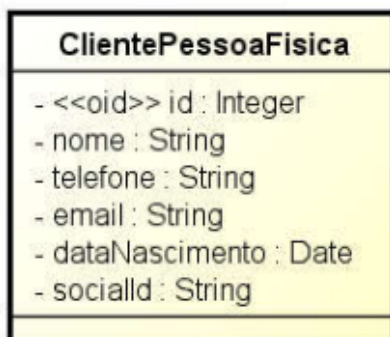 ClientePessoaFisica
- <<oid>> id : Integer
- nome : String
- telefone : String
- email : String
- dataNascimento : Date
- socialId : String